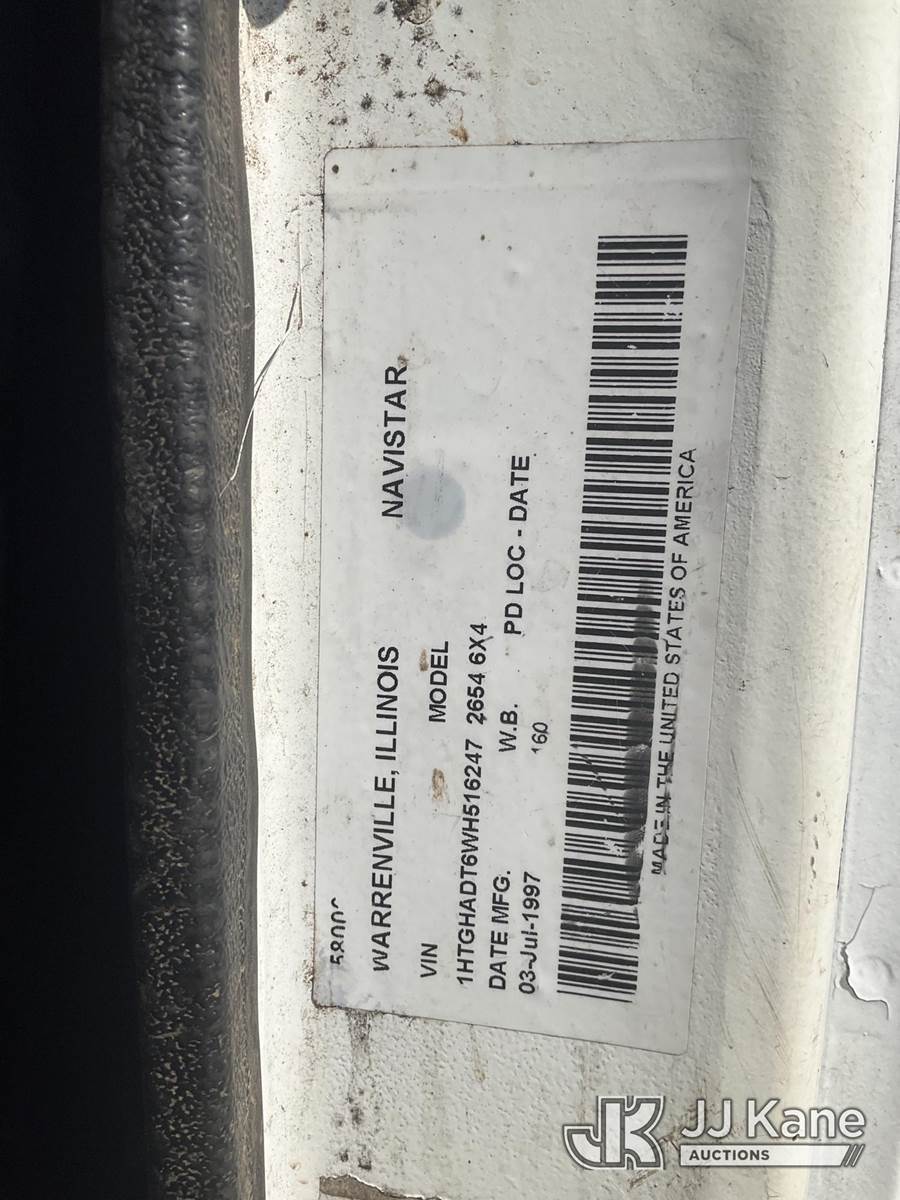 WARRENVILLE, ILLINOIS NAVISTAR
VIN MODEL
1HTGHADT6WH516247 2654 6X4
DATE MFG. W.B. PD LOC - DATE
03-Jul-1997 160
MADE IN THE UNITED STATES OF AMERICA
JJ Kane
AUCTIONS